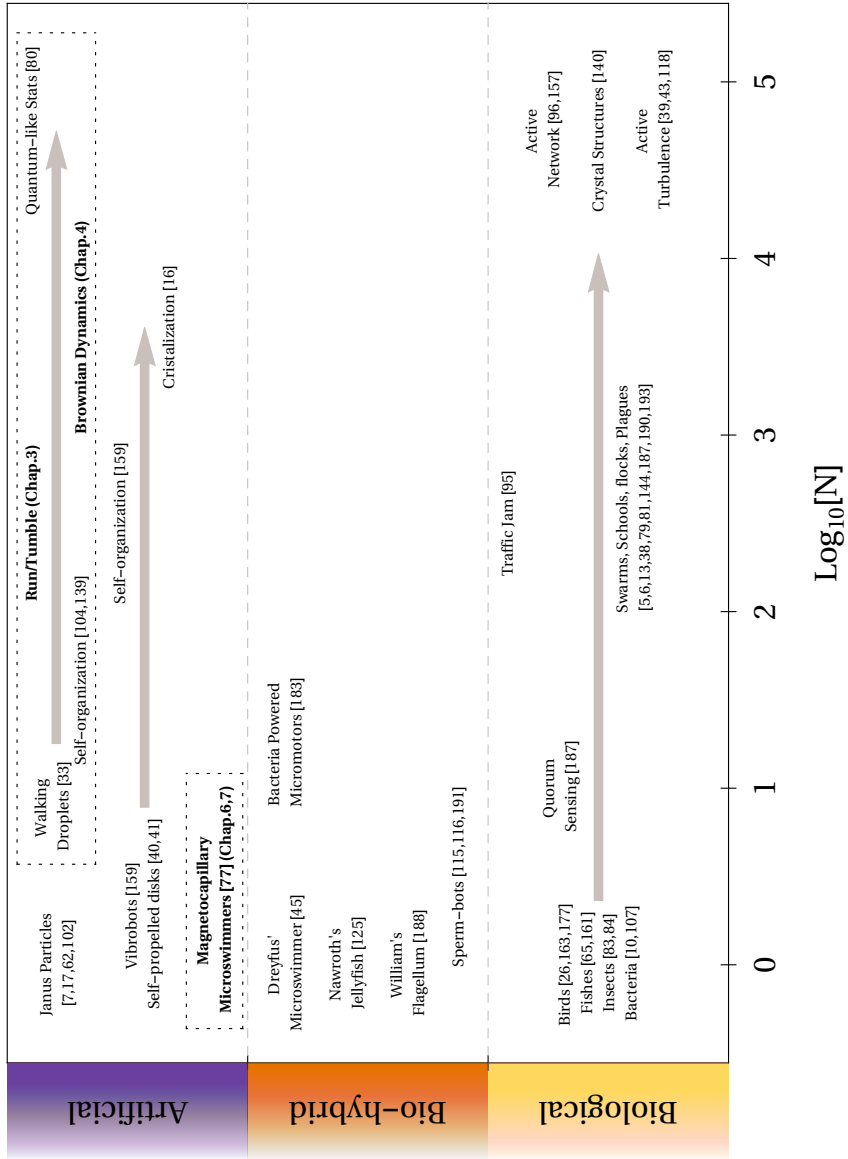 Artificial
Janus Particles
[7,17,62,102]
Walking
Droplets [33]
Run/Tumble (Chap.3)
Quantum-like Stats [80]
Self-organization [104,139]
Brownian Dynamics (Chap.4)
Vibrobots [159]
Self-propelled disks [40,41]
Self-organization [159]
Cristalization [16]
Magnetocapillary
Microswimmers [77] (Chap.6,7)
Bio-hybrid
Dreyfus'
Microswimmer [45]
Bacteria Powered
Micromotors [183]
Nawroth's
Jellyfish [125]
William's
Flagellum [188]
Sperm-bots [115,116,191]
Biological
Traffic Jam [95]
Quorum
Sensing [187]
Active
Network [96,157]
Birds [26,163,177]
Fishes [65,161]
Insects [83,84]
Bacteria [10,107]
Crystal Structures [140]
Swarms, Schools, flocks, Plagues
[5,6,13,38,79,81,144,187,190,193]
Active
Turbulence [39,43,118]
0
1
2
3
4
5
Log10[N]